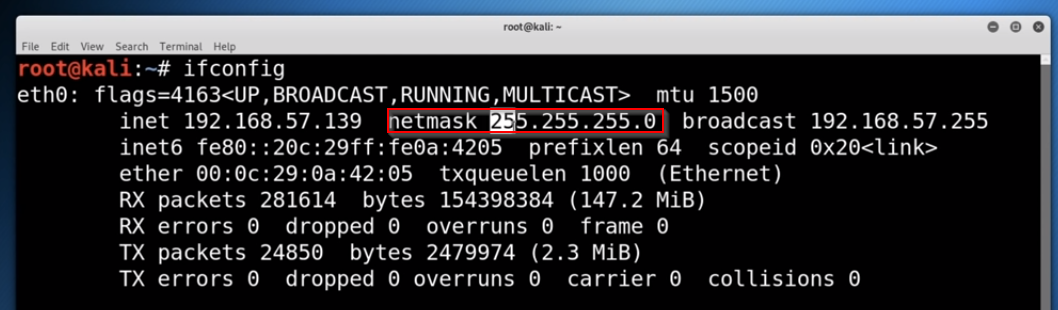 root@kali: ~
File Edit View Search Terminal Help
root@kali:~# ifconfig
eth0: flags=4163<UP,BROADCAST,RUNNING,MULTICAST>  mtu 1500
        inet 192.168.57.139  netmask 255.255.255.0  broadcast 192.168.57.255
        inet6 fe80::20c:29ff:fe0a:4205  prefixlen 64  scopeid 0x20<link>
        ether 00:0c:29:0a:42:05  txqueuelen 1000  (Ethernet)
        RX packets 281614  bytes 154398384 (147.2 MiB)
        RX errors 0  dropped 0  overruns 0  frame 0
        TX packets 24850  bytes 2479974 (2.3 MiB)
        TX errors 0  dropped 0 overruns 0  carrier 0  collisions 0